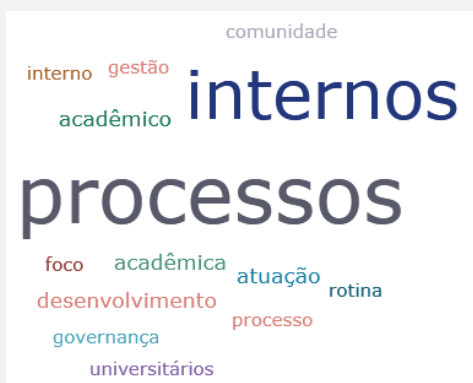 comunidade
interno gestão
internos
acadêmico
processos
foco acadêmica
atuação
rotina
desenvolvimento
processo
governança
universitários